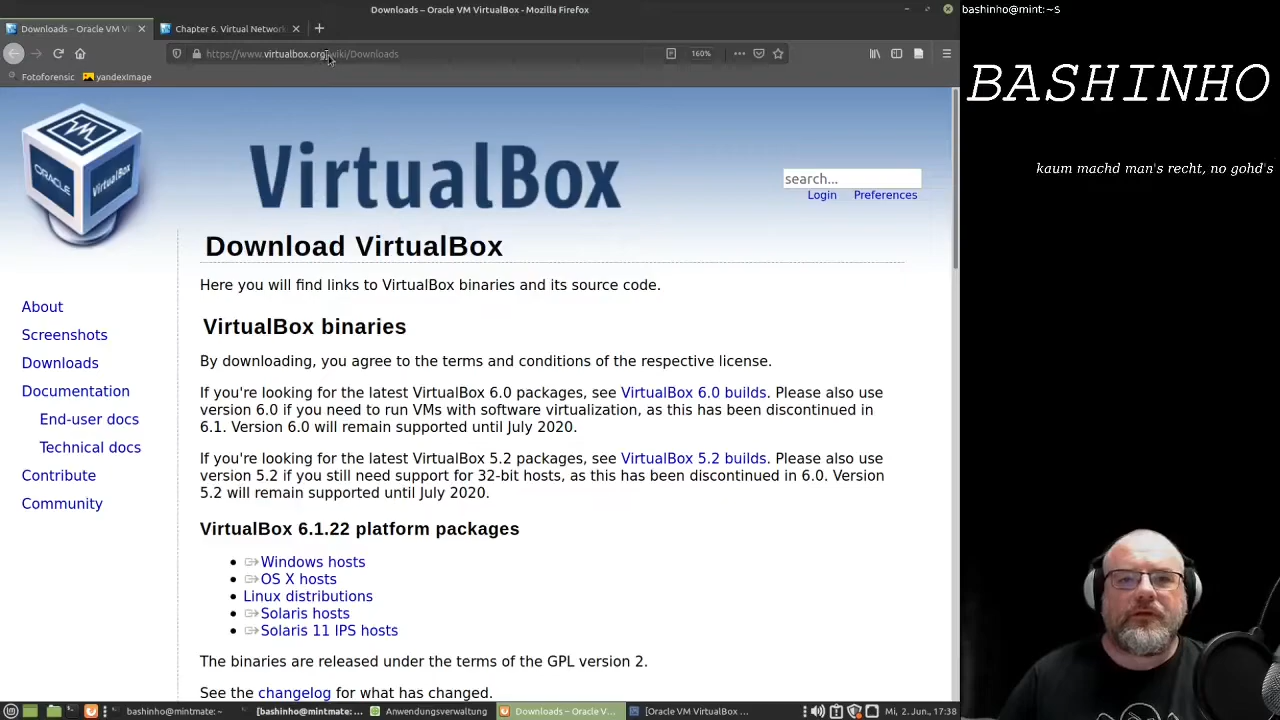 Downloads – Oracle VM VirtualBox - Mozilla Firefox
bashinho@mint:~$
Downloads – Oracle VM Vi
Chapter 6. Virtual Network
https://www.virtualbox.org/wiki/Downloads
160%
Fotoforensic
yandexImage
BASHINHO
kaum machd man's recht, no gohd's
ORACLE
VirtualBox
VirtualBox
search...
Login
Preferences
Download VirtualBox
Here you will find links to VirtualBox binaries and its source code.
About
Screenshots
Downloads
Documentation
End-user docs
Technical docs
Contribute
Community
VirtualBox binaries
By downloading, you agree to the terms and conditions of the respective license.
If you're looking for the latest VirtualBox 6.0 packages, see VirtualBox 6.0 builds. Please also use
version 6.0 if you need to run VMs with software virtualization, as this has been discontinued in
6.1. Version 6.0 will remain supported until July 2020.
If you're looking for the latest VirtualBox 5.2 packages, see VirtualBox 5.2 builds. Please also use
version 5.2 if you still need support for 32-bit hosts, as this has been discontinued in 6.0. Version
5.2 will remain supported until July 2020.
VirtualBox 6.1.22 platform packages
Windows hosts
OS X hosts
Linux distributions
Solaris hosts
Solaris 11 IPS hosts
The binaries are released under the terms of the GPL version 2.
See the changelog for what has changed.
bashinho@mintmate: ~
[bashinho@mintmate: ...
Anwendungsverwaltung
Downloads – Oracle V...
[Oracle VM VirtualBox ...
Mi, 2. Jun., 17:38